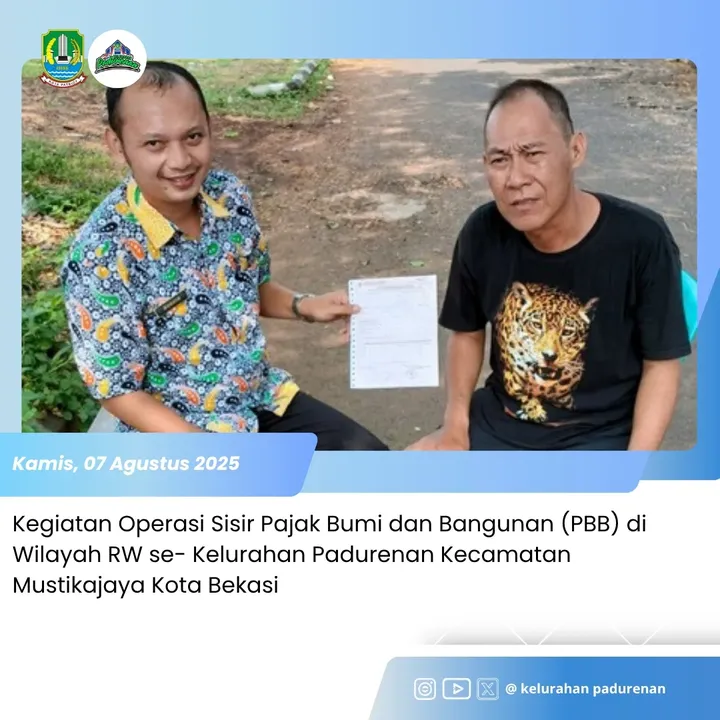 Kamis, 07 Agustus 2025
Kegiatan Operasi Sisir Pajak Bumi dan Bangunan (PBB) di
Wilayah RW se- Kelurahan Padurenan Kecamatan
Mustikajaya Kota Bekasi
@ kelurahan padurenan